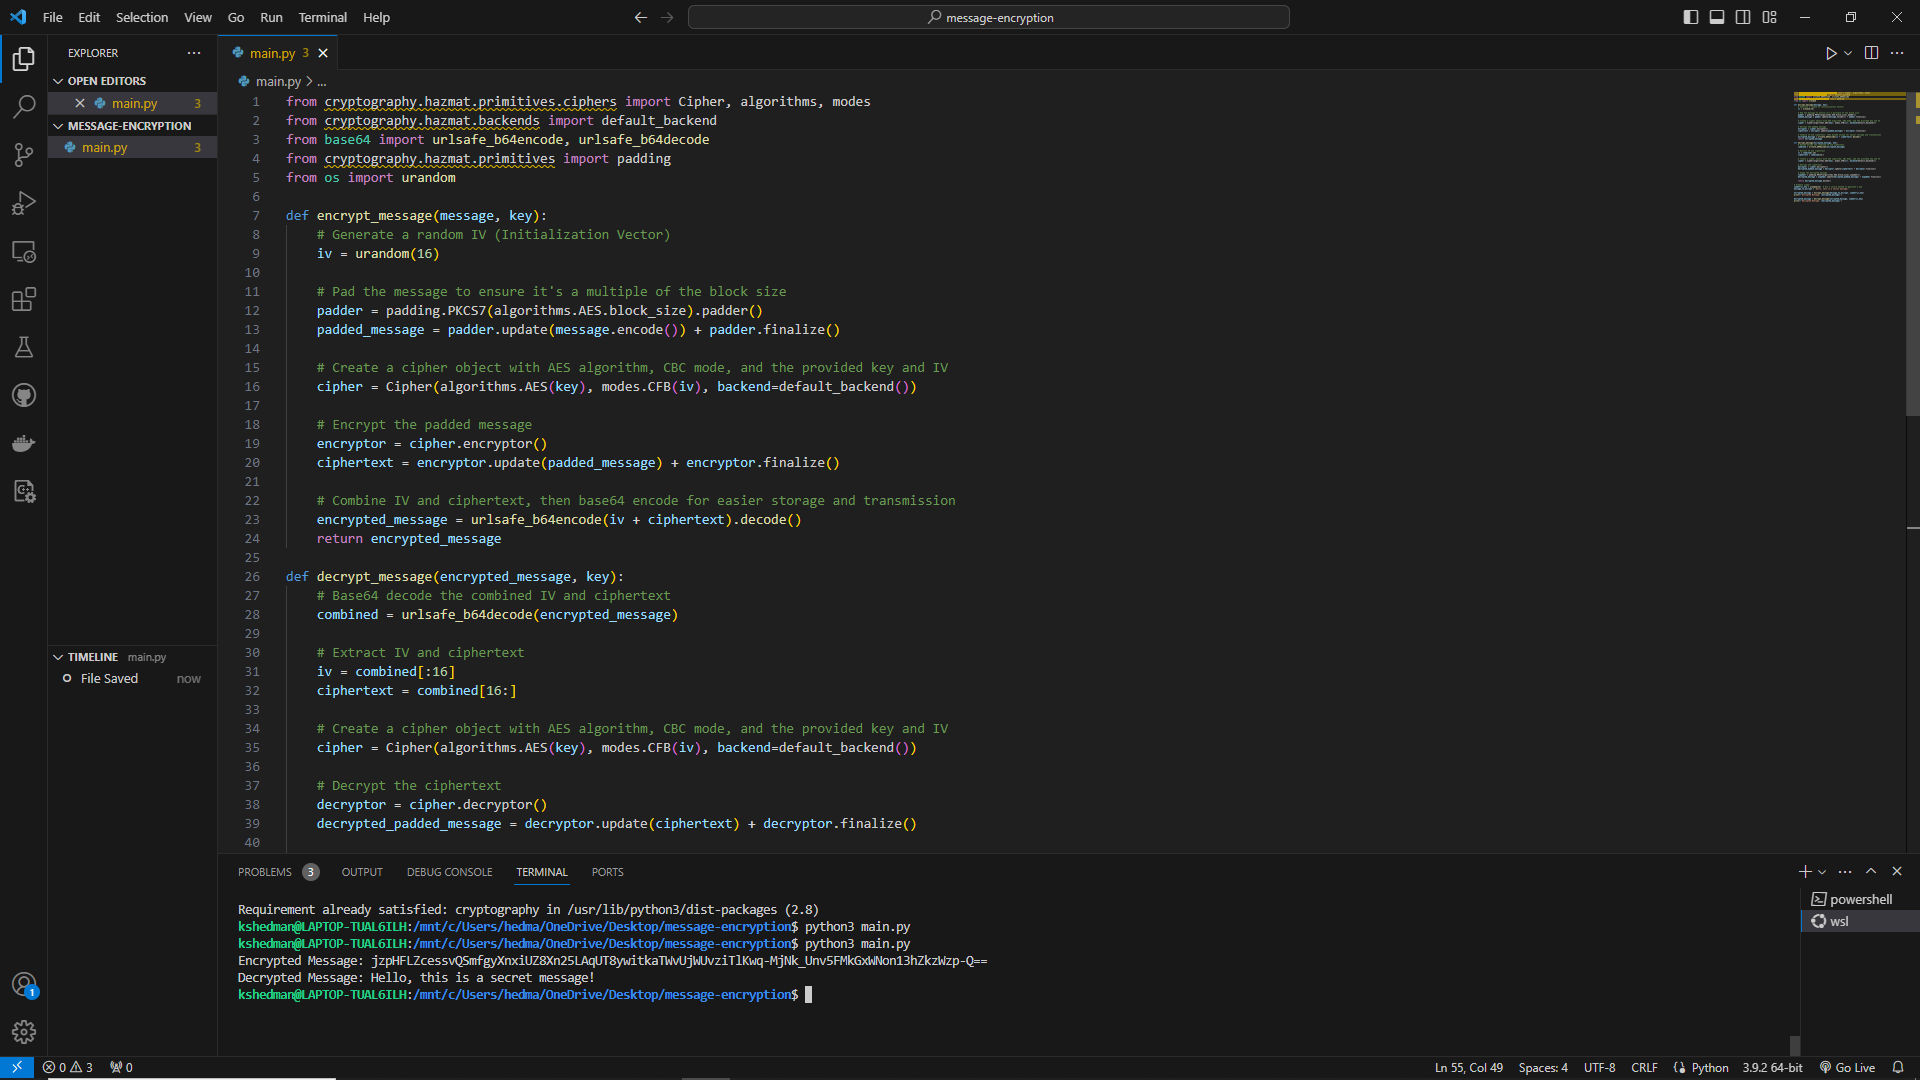 File Edit Selection View Go Run Terminal Help
message-encryption
EXPLORER
OPEN EDITORS
main.py 3
MESSAGE-ENCRYPTION
main.py 3
TIMELINE main.py
File Saved now
main.py 3
main.py > ...
1 from cryptography.hazmat.primitives.ciphers import Cipher, algorithms, modes
2 from cryptography.hazmat.backends import default_backend
3 from base64 import urlsafe_b64encode, urlsafe_b64decode
4 from cryptography.hazmat.primitives import padding
5 from os import urandom
6
7 def encrypt_message(message, key):
8 # Generate a random IV (Initialization Vector)
9 iv = urandom(16)
10
11 # Pad the message to ensure it's a multiple of the block size
12 padder = padding.PKCS7(algorithms.AES.block_size).padder()
13 padded_message = padder.update(message.encode()) + padder.finalize()
14
15 # Create a cipher object with AES algorithm, CBC mode, and the provided key and IV
16 cipher = Cipher(algorithms.AES(key), modes.CFB(iv), backend=default_backend())
17
18 # Encrypt the padded message
19 encryptor = cipher.encryptor()
20 ciphertext = encryptor.update(padded_message) + encryptor.finalize()
21
22 # Combine IV and ciphertext, then base64 encode for easier storage and transmission
23 encrypted_message = urlsafe_b64encode(iv + ciphertext).decode()
24 return encrypted_message
25
26 def decrypt_message(encrypted_message, key):
27 # Base64 decode the combined IV and ciphertext
28 combined = urlsafe_b64decode(encrypted_message)
29
30 # Extract IV and ciphertext
31 iv = combined[:16]
32 ciphertext = combined[16:]
33
34 # Create a cipher object with AES algorithm, CBC mode, and the provided key and IV
35 cipher = Cipher(algorithms.AES(key), modes.CFB(iv), backend=default_backend())
36
37 # Decrypt the ciphertext
38 decryptor = cipher.decryptor()
39 decrypted_padded_message = decryptor.update(ciphertext) + decryptor.finalize()
40
PROBLEMS 3 OUTPUT DEBUG CONSOLE TERMINAL PORTS
Requirement already satisfied: cryptography in /usr/lib/python3/dist-packages (2.8)
kshedman@LAPTOP-TUAL6ILH:/mnt/c/Users/hedma/OneDrive/Desktop/message-encryption$ python3 main.py
kshedman@LAPTOP-TUAL6ILH:/mnt/c/Users/hedma/OneDrive/Desktop/message-encryption$ python3 main.py
Encrypted Message: jzpHFLZcessvQSmfgyXnxiUZ8Xn25LAqUT8ywitkaTWvUjWUvziTlKwq-MjNk_Unv5FMkGxWNon13hZkzWzp-Q==
Decrypted Message: Hello, this is a secret message!
kshedman@LAPTOP-TUAL6ILH:/mnt/c/Users/hedma/OneDrive/Desktop/message-encryption$
powershell
wsl
1
0 3 0
Ln 55, Col 49 Spaces: 4 UTF-8 CRLF Python 3.9.2 64-bit Go Live